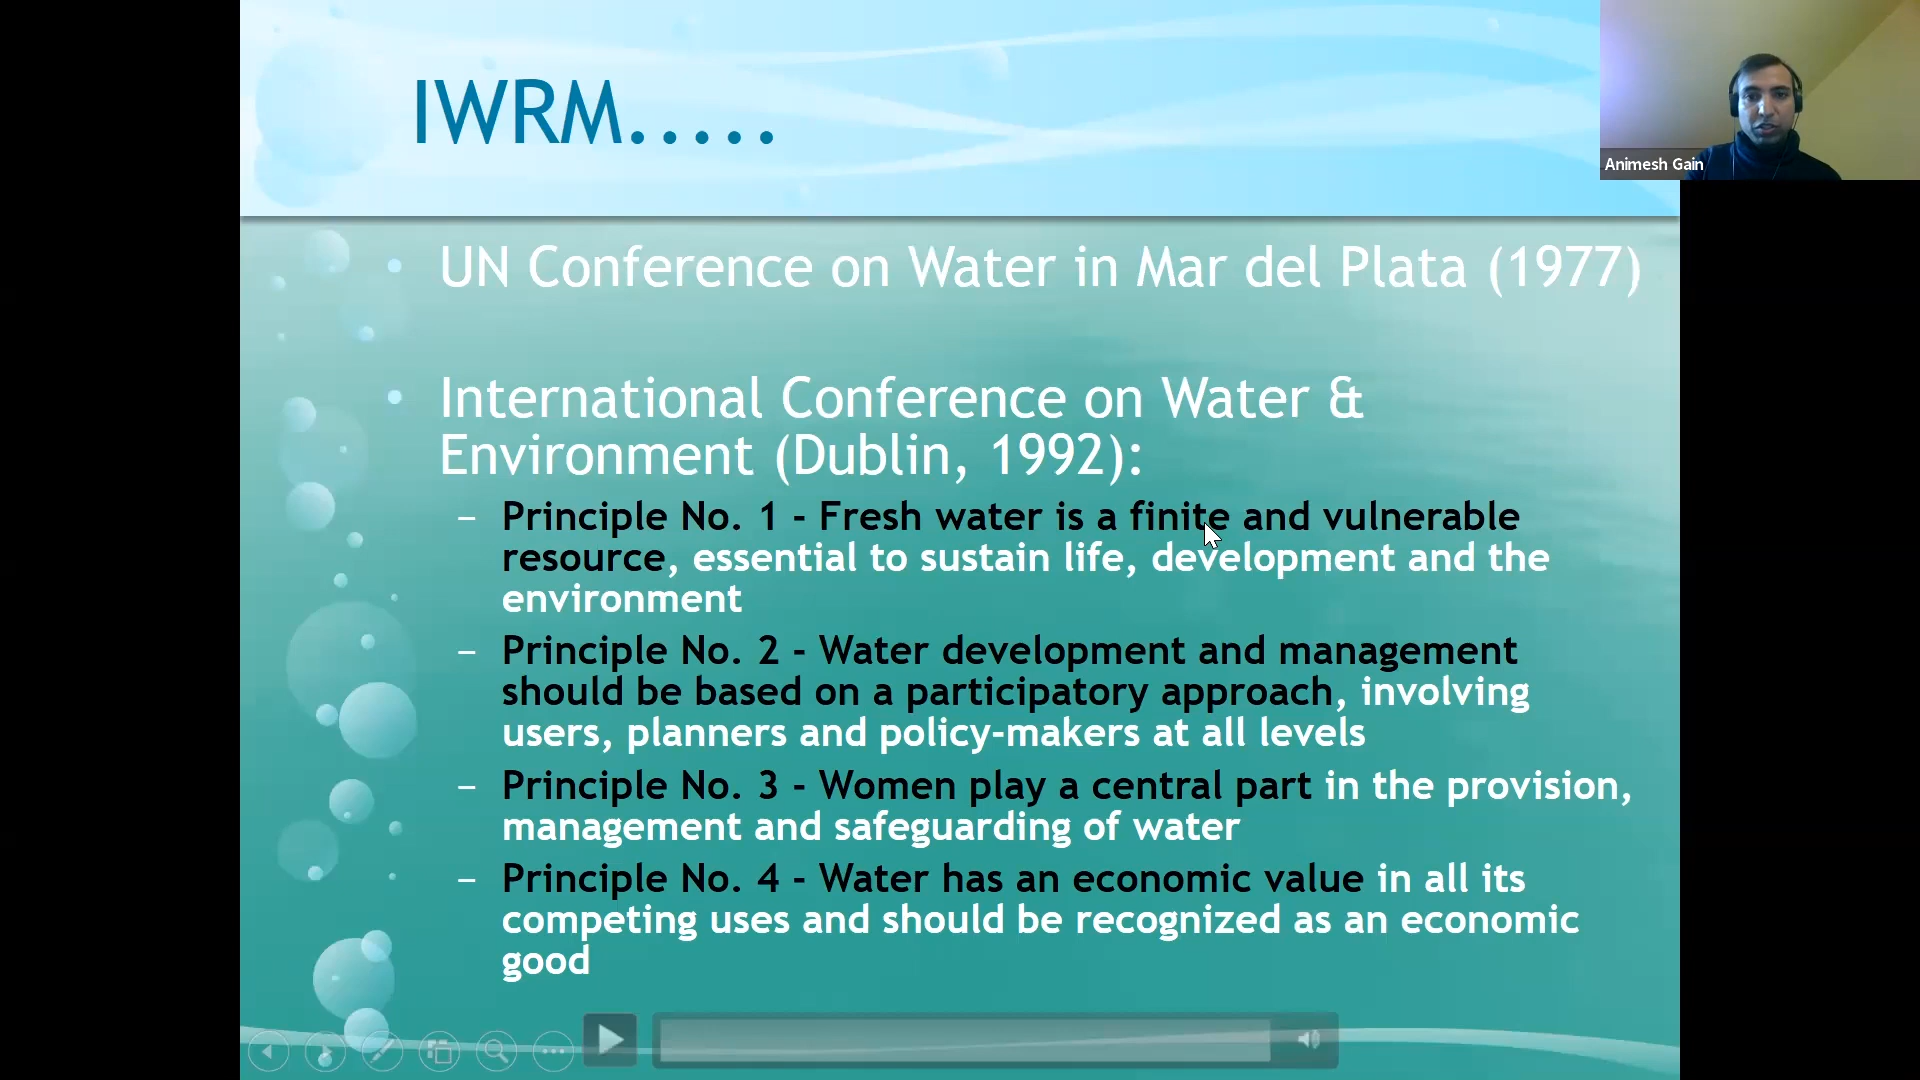 IWRM.....
Animesh Gain
• UN Conference on Water in Mar del Plata (1977)
• International Conference on Water &
Environment (Dublin, 1992):
– Principle No. 1 - Fresh water is a finite and vulnerable
resource, essential to sustain life, development and the
environment
– Principle No. 2 - Water development and management
should be based on a participatory approach, involving
users, planners and policy-makers at all levels
– Principle No. 3 - Women play a central part in the provision,
management and safeguarding of water
– Principle No. 4 - Water has an economic value in all its
competing uses and should be recognized as an economic
good